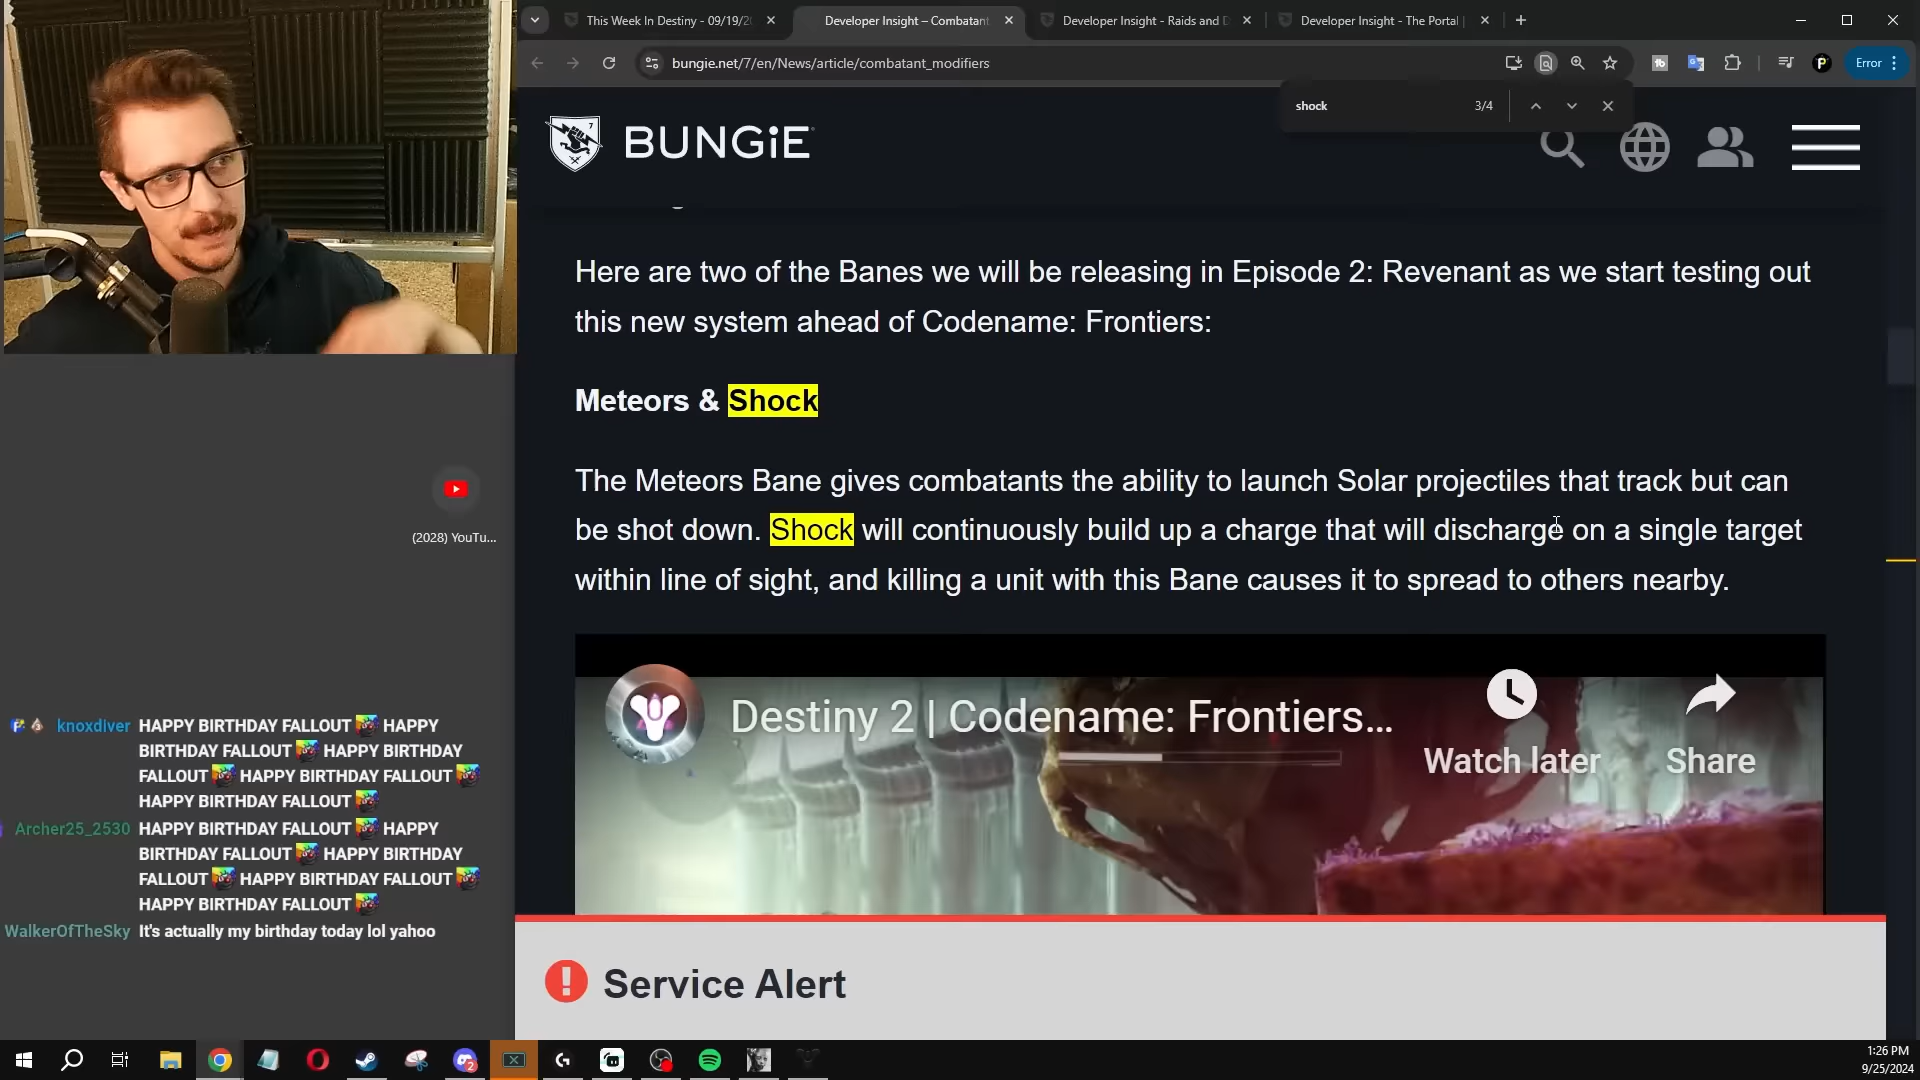 This Week In Destiny - 09/19/2
Developer Insight – Combatant
Developer Insight - Raids and D
Developer Insight - The Portal |
bungie.net/7/en/News/article/combatant_modifiers
Error
shock
3/4
BUNGiE
Here are two of the Banes we will be releasing in Episode 2: Revenant as we start testing out
this new system ahead of Codename: Frontiers:
Meteors & Shock
The Meteors Bane gives combatants the ability to launch Solar projectiles that track but can
be shot down. Shock will continuously build up a charge that will discharge on a single target
within line of sight, and killing a unit with this Bane causes it to spread to others nearby.
Destiny 2 | Codename: Frontiers...
Watch later
Share
Service Alert
(2028) YouTu...
knoxdiver HAPPY BIRTHDAY FALLOUT HAPPY
BIRTHDAY FALLOUT HAPPY BIRTHDAY
FALLOUT HAPPY BIRTHDAY FALLOUT
HAPPY BIRTHDAY FALLOUT
Archer25_2530 HAPPY BIRTHDAY FALLOUT HAPPY
BIRTHDAY FALLOUT HAPPY BIRTHDAY
FALLOUT HAPPY BIRTHDAY FALLOUT
HAPPY BIRTHDAY FALLOUT
WalkerOfTheSky It's actually my birthday today lol yahoo
1:26 PM
9/25/2024